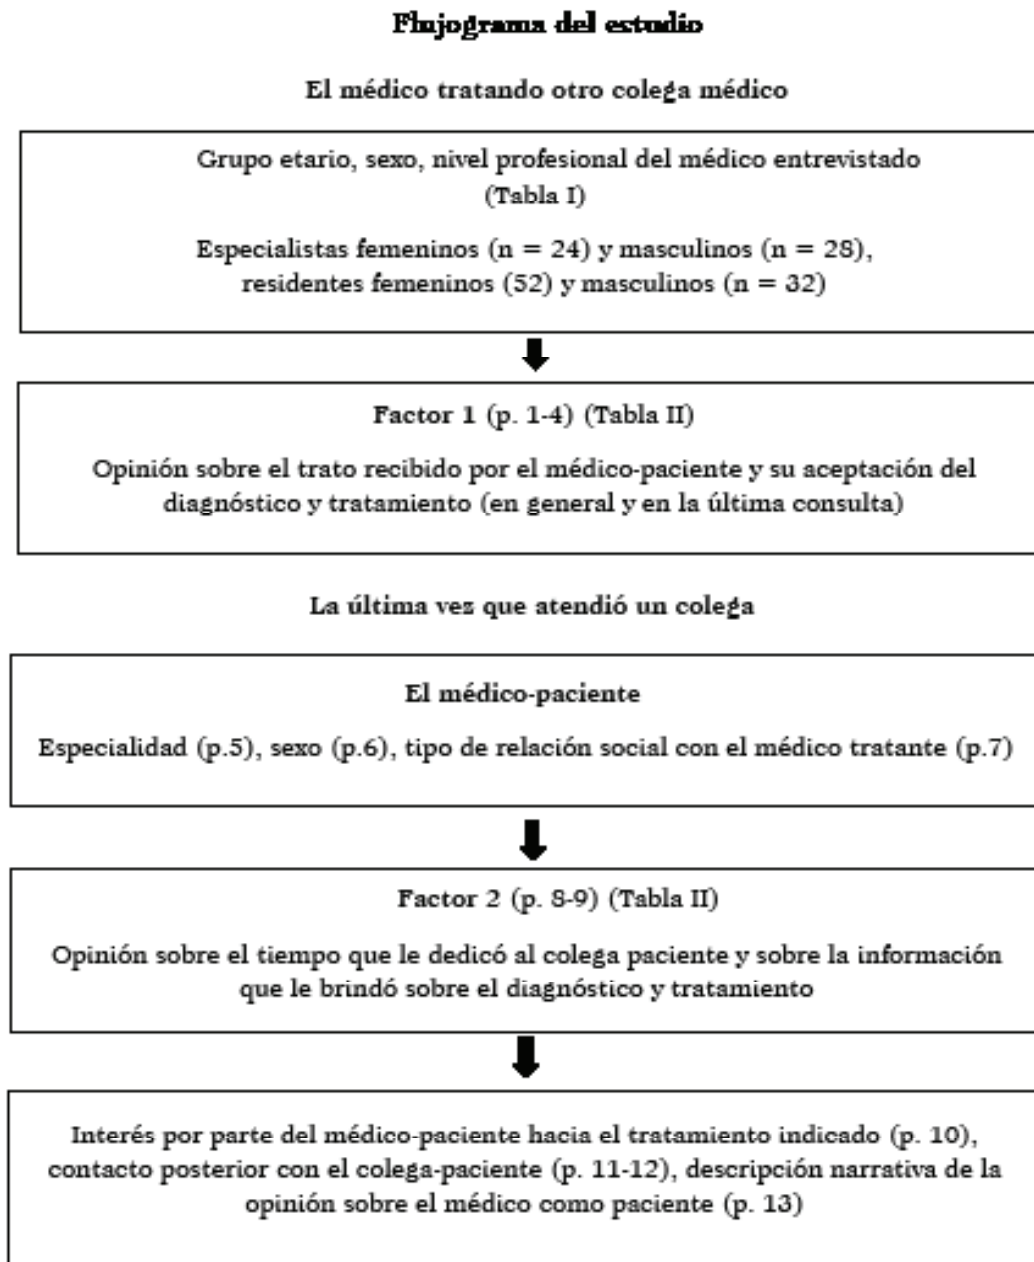 Flujograma del estudio
El médico tratando otro colega médico
Grupo etario, sexo, nivel profesional del médico entrevistado
(Tabla I)
Especialistas femeninos (n = 24) y masculinos (n = 28),
residentes femeninos (52) y masculinos (n = 32)
Factor 1 (p. 1-4) (Tabla II)
Opinión sobre el trato recibido por el médico-paciente y su aceptación del
diagnóstico y tratamiento (en general y en la última consulta)
La última vez que atendió un colega
El médico-paciente
Especialidad (p.5), sexo (p.6), tipo de relación social con el médico tratante (p.7)
Factor 2 (p. 8-9) (Tabla II)
Opinión sobre el tiempo que le dedicó al colega paciente y sobre la información
que le brindó sobre el diagnóstico y tratamiento
Interés por parte del médico-paciente hacia el tratamiento indicado (p. 10),
contacto posterior con el colega-paciente (p. 11-12), descripción narrativa de la
opinión sobre el médico como paciente (p. 13)